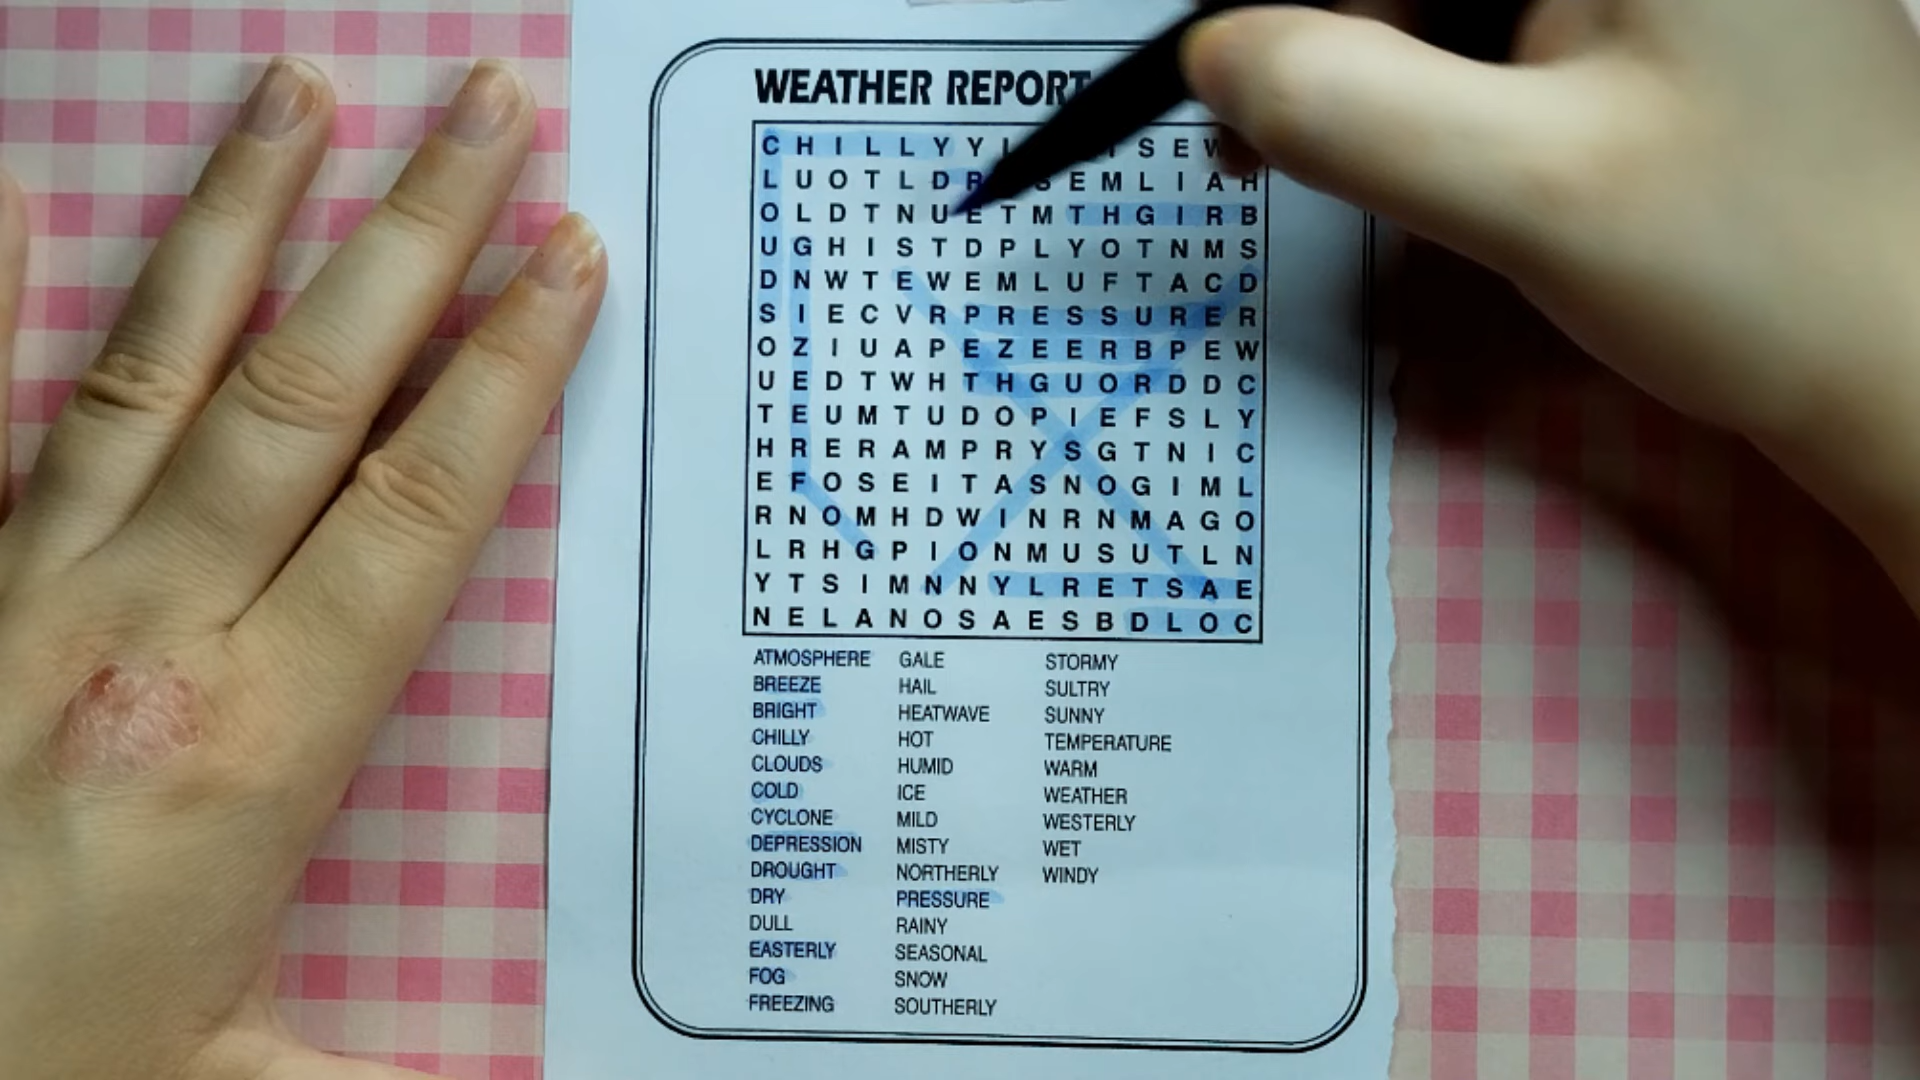 WEATHER REPORT
C H I L L Y Y L S E W
L U O T L D R S E M L I A H
O L D T N U E T M T H G I R B
U G H I S T D P L Y O T N M S
D N W T E W E M L U F T A C D
S I E C V R P R E S S U R E R
O Z I U A P E Z E E R B P E W
U E D T W H T H G U O R D D C
T E U M T U D O P I E F S L Y
H R E R A M P R Y S G T N I C
E F O S E I T A S N O G I M L
R N O M H D W I N R N M A G O
L R H G P I O N M U S U T L N
Y T S I M N N Y L R E T S A E
N E L A N O S A E S B D L O C
ATMOSPHERE GALE STORMY
BREEZE HAIL SULTRY
BRIGHT HEATWAVE SUNNY
CHILLY HOT TEMPERATURE
CLOUDS HUMID WARM
COLD ICE WEATHER
CYCLONE MILD WESTERLY
DEPRESSION MISTY WET
DROUGHT NORTHERLY WINDY
DRY PRESSURE
DULL RAINY
EASTERLY SEASONAL
FOG SNOW
FREEZING SOUTHERLY